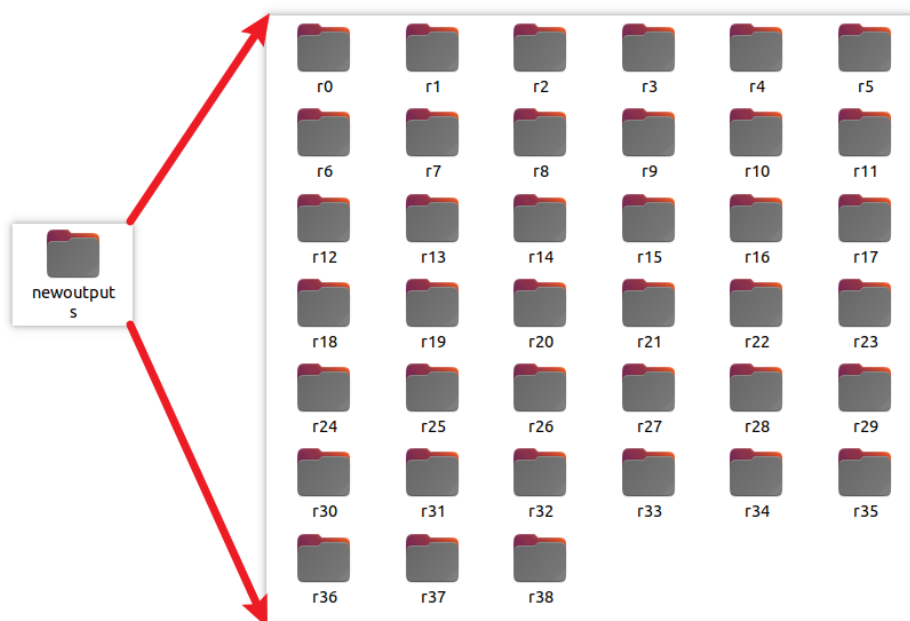 r0 r1 r2 r3 r4 r5
r6 r7 r8 r9 r10 r11
r12 r13 r14 r15 r16 r17
newoutput
s
r18 r19 r20 r21 r22 r23
r24 r25 r26 r27 r28 r29
r30 r31 r32 r33 r34 r35
r36 r37 r38